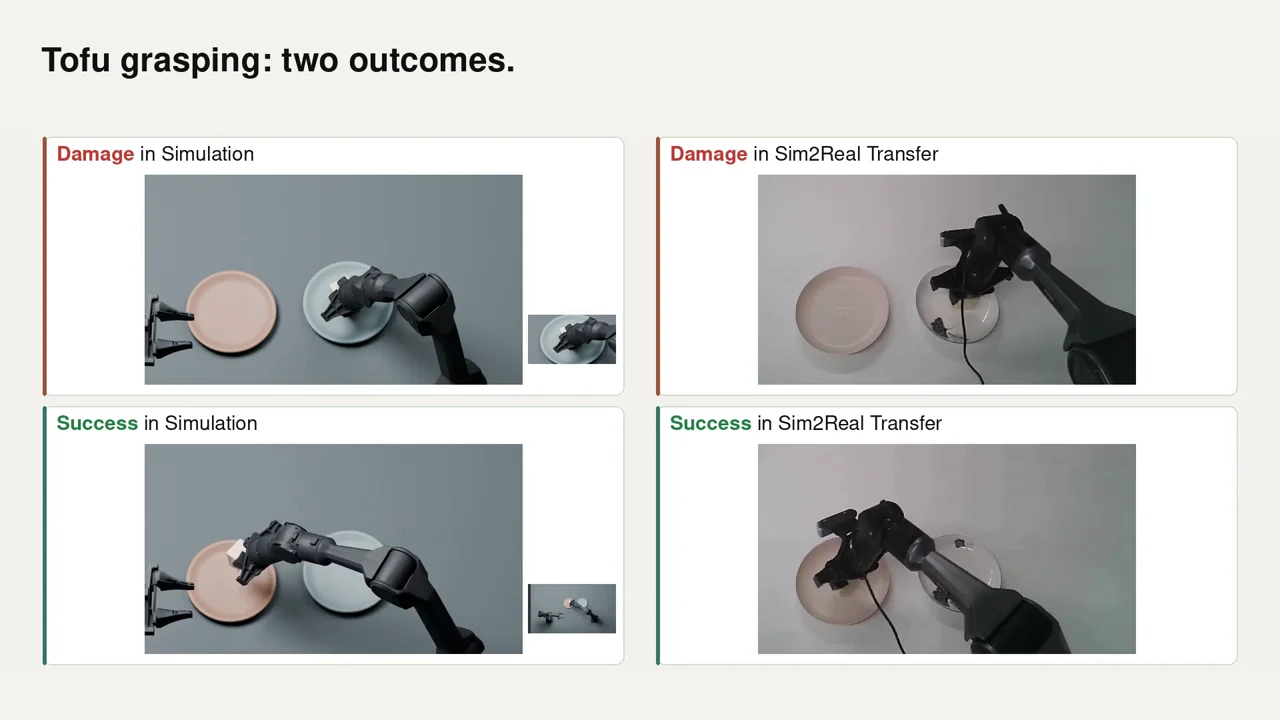 Tofu grasping: two outcomes.
Damage in Simulation
Damage in Sim2Real Transfer
Success in Simulation
Success in Sim2Real Transfer